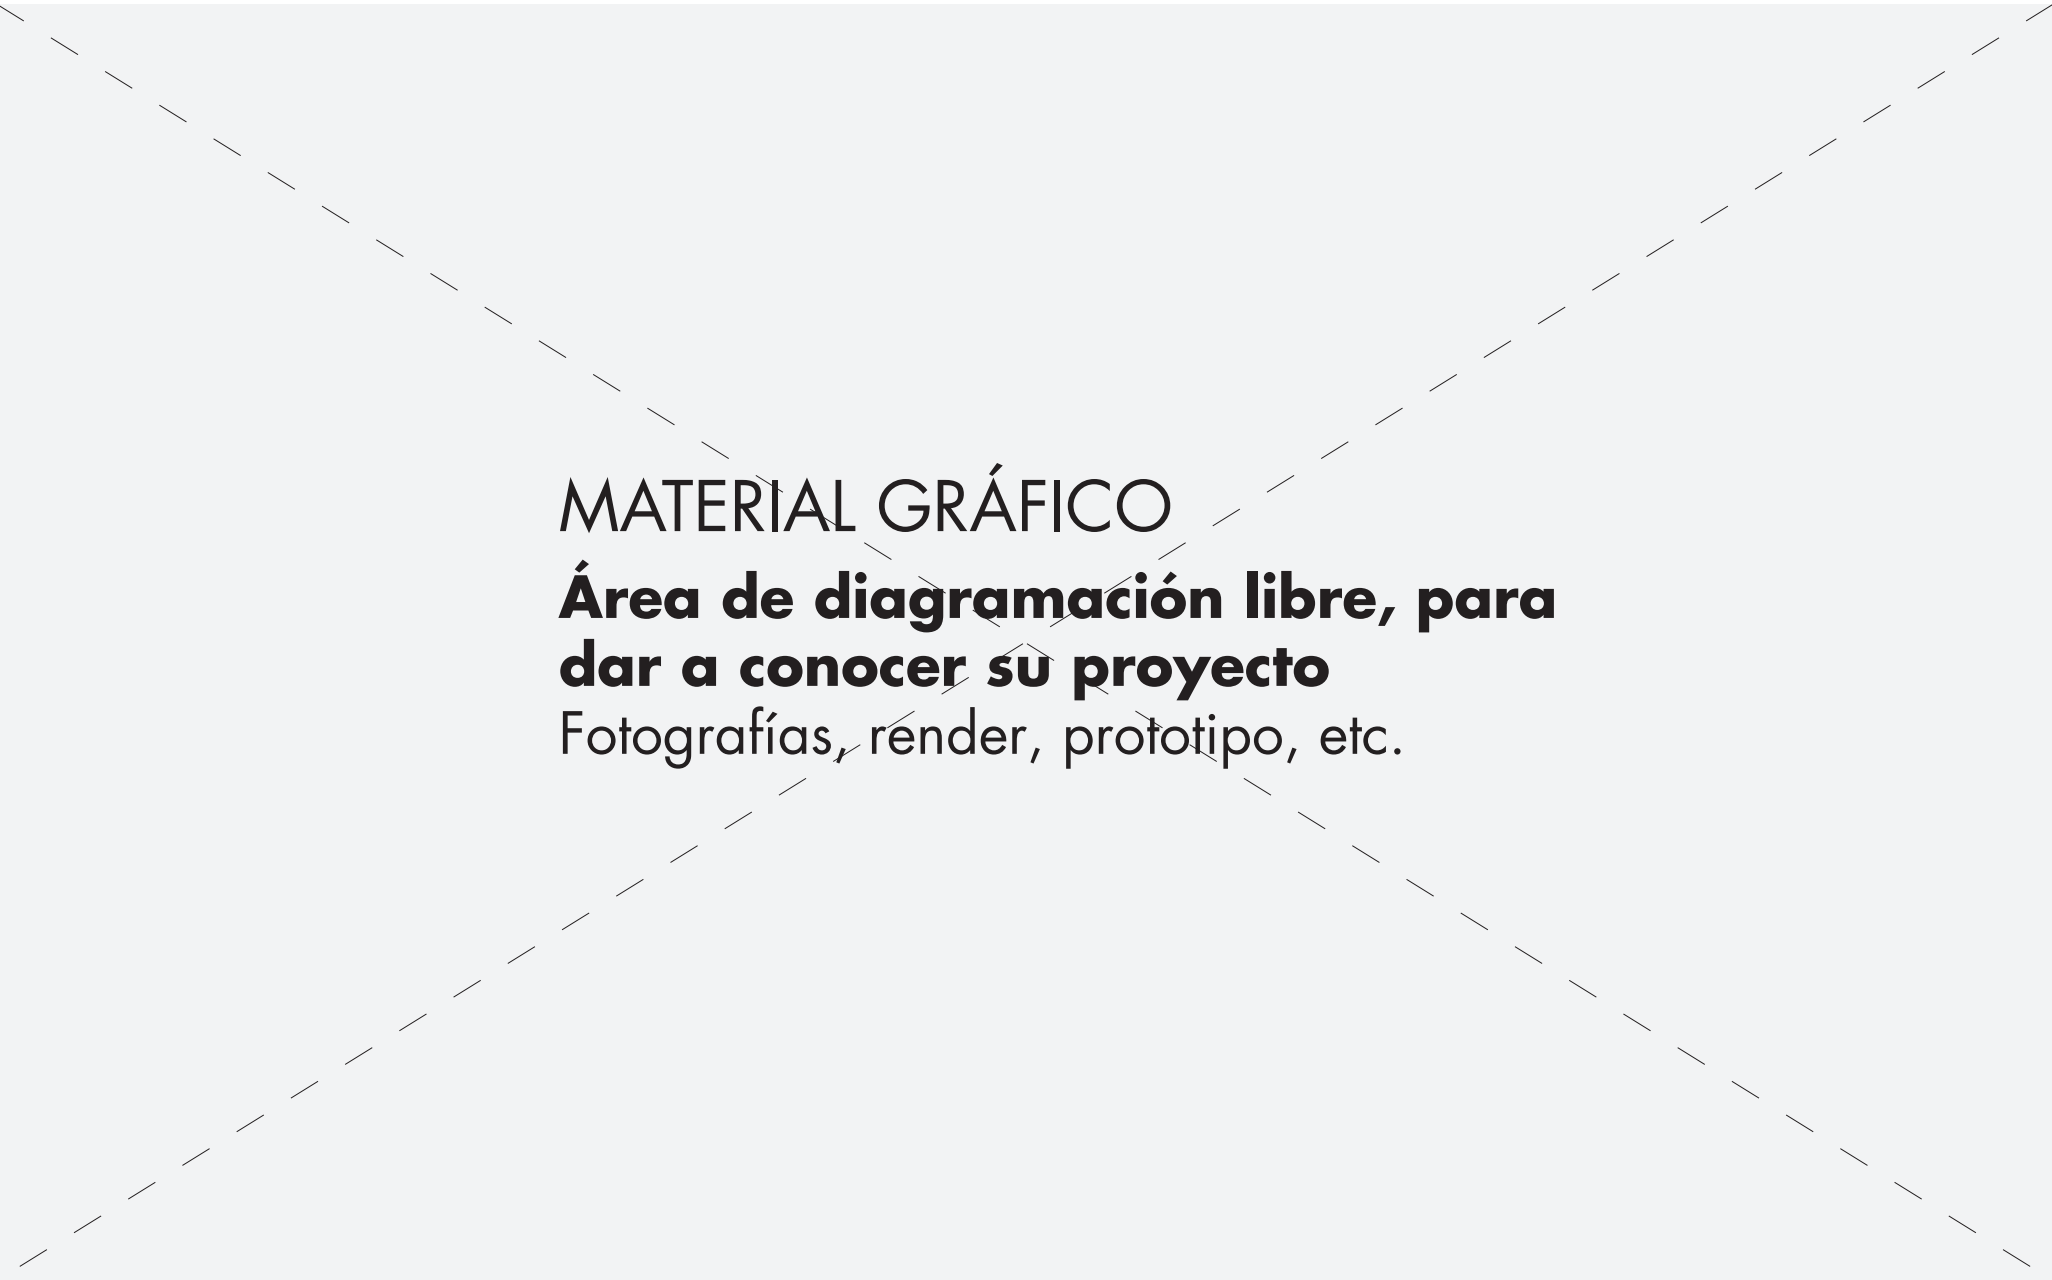 MATERIAL GRÁFICO
Área de diagramación libre, para
dar a conocer su proyecto
Fotografías, render, prototipo, etc.